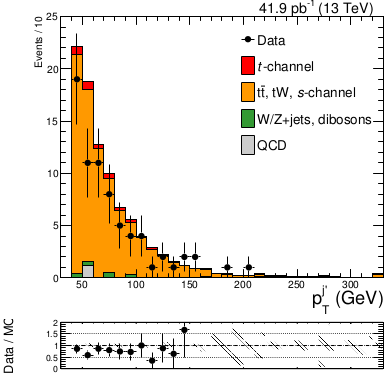 41.9 pb⁻¹ (13 TeV)
Events / 10
25
20
15
10
5
0
Data
t-channel
tt̄, tW, s-channel
W/Z+jets, dibosons
QCD
50 100 150 200 250 300
p_T^j' (GeV)
Data / MC
2
1.5
1
0.5
0